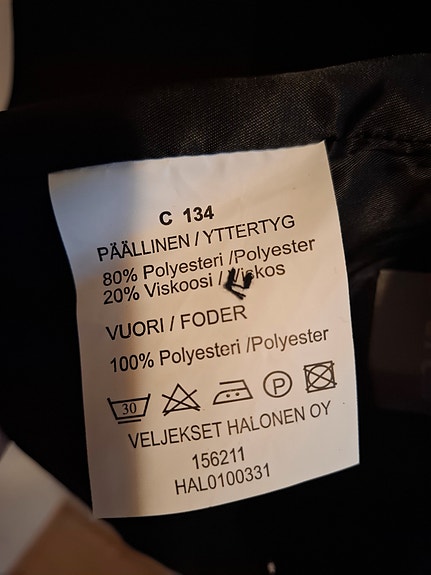 C 134
PÄÄLLINEN / YTTERTYG
80% Polyesteri /Polyester
20% Viskoosi / Viskos
VUORI / FODER
100% Polyesteri /Polyester
30 P
VELJEKSET HALONEN OY
156211
HAL0100331